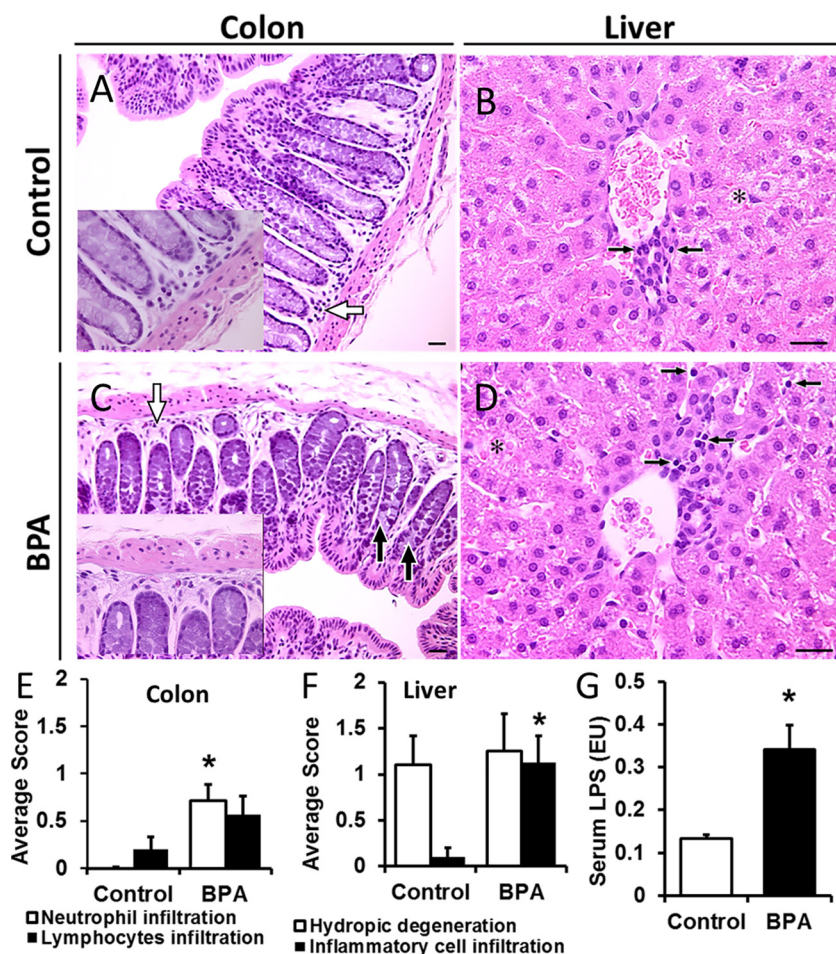 Colon
Liver
Control
A
B
*
BPA
C
D
*
E
Colon
2
1.5
1
0.5
0
Average Score
*
Control
BPA
Neutrophil infiltration
Lymphocytes infiltration
F
Liver
2
1.5
1
0.5
0
Average Score
*
Control
BPA
Hydropic degeneration
Inflammatory cell infiltration
G
0.5
0.4
0.3
0.2
0.1
0
Serum LPS (EU)
*
Control
BPA